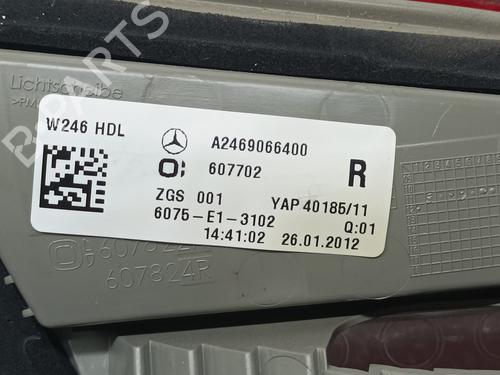 Lichtscheibe
W246 HDL
A2469066400
607702
R
ZGS 001
YAP 40185/11
6075-E1-3102
Q:01
14:41:02 26.01.2012
607824R
B-PARTS